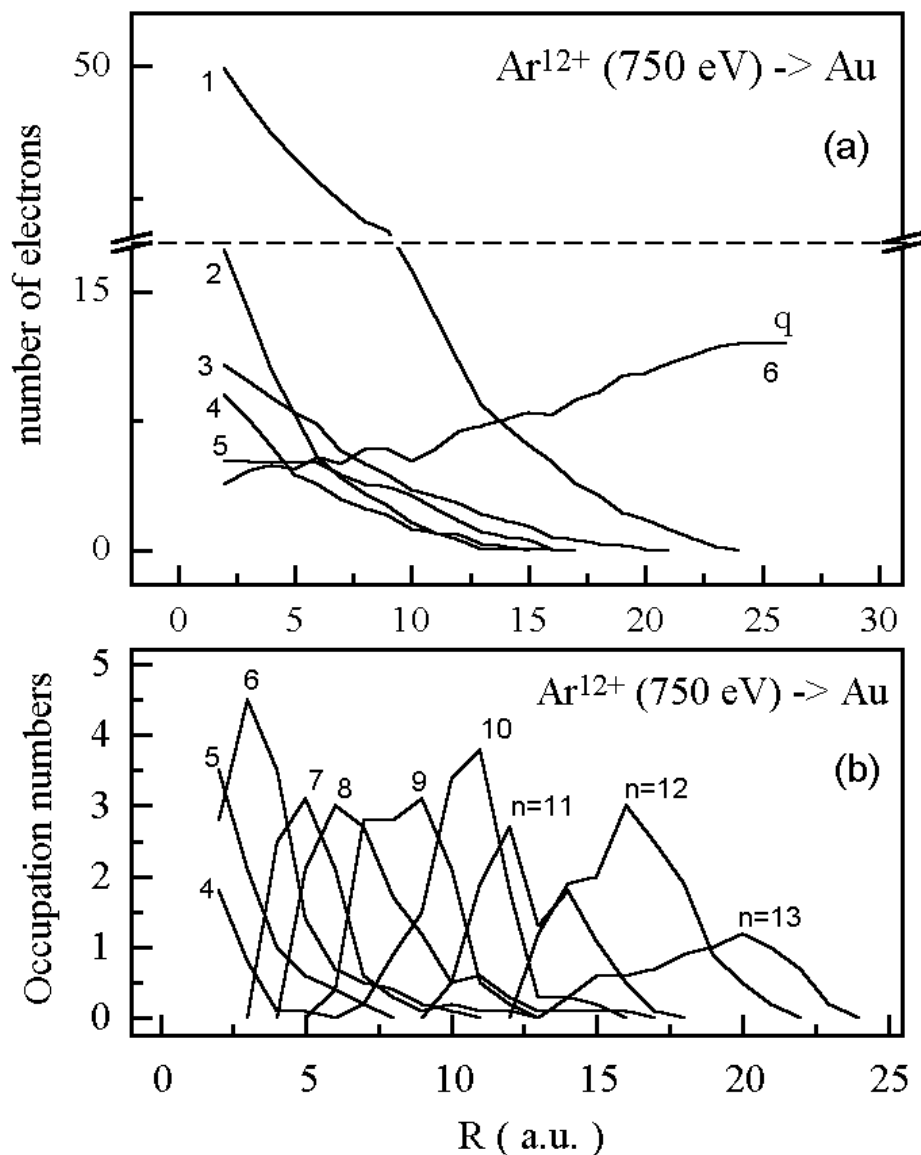 50
1
Ar¹²⁺ (750 eV) -> Au
(a)
number of electrons
2
15
q
3
6
4
5
0
0 5 10 15 20 25 30
5
6
Ar¹²⁺ (750 eV) -> Au
10
4
5
7
8
9
n=11
n=12
(b)
3
Occupation numbers
2
4
n=13
1
0
0 5 10 15 20 25
R ( a.u. )